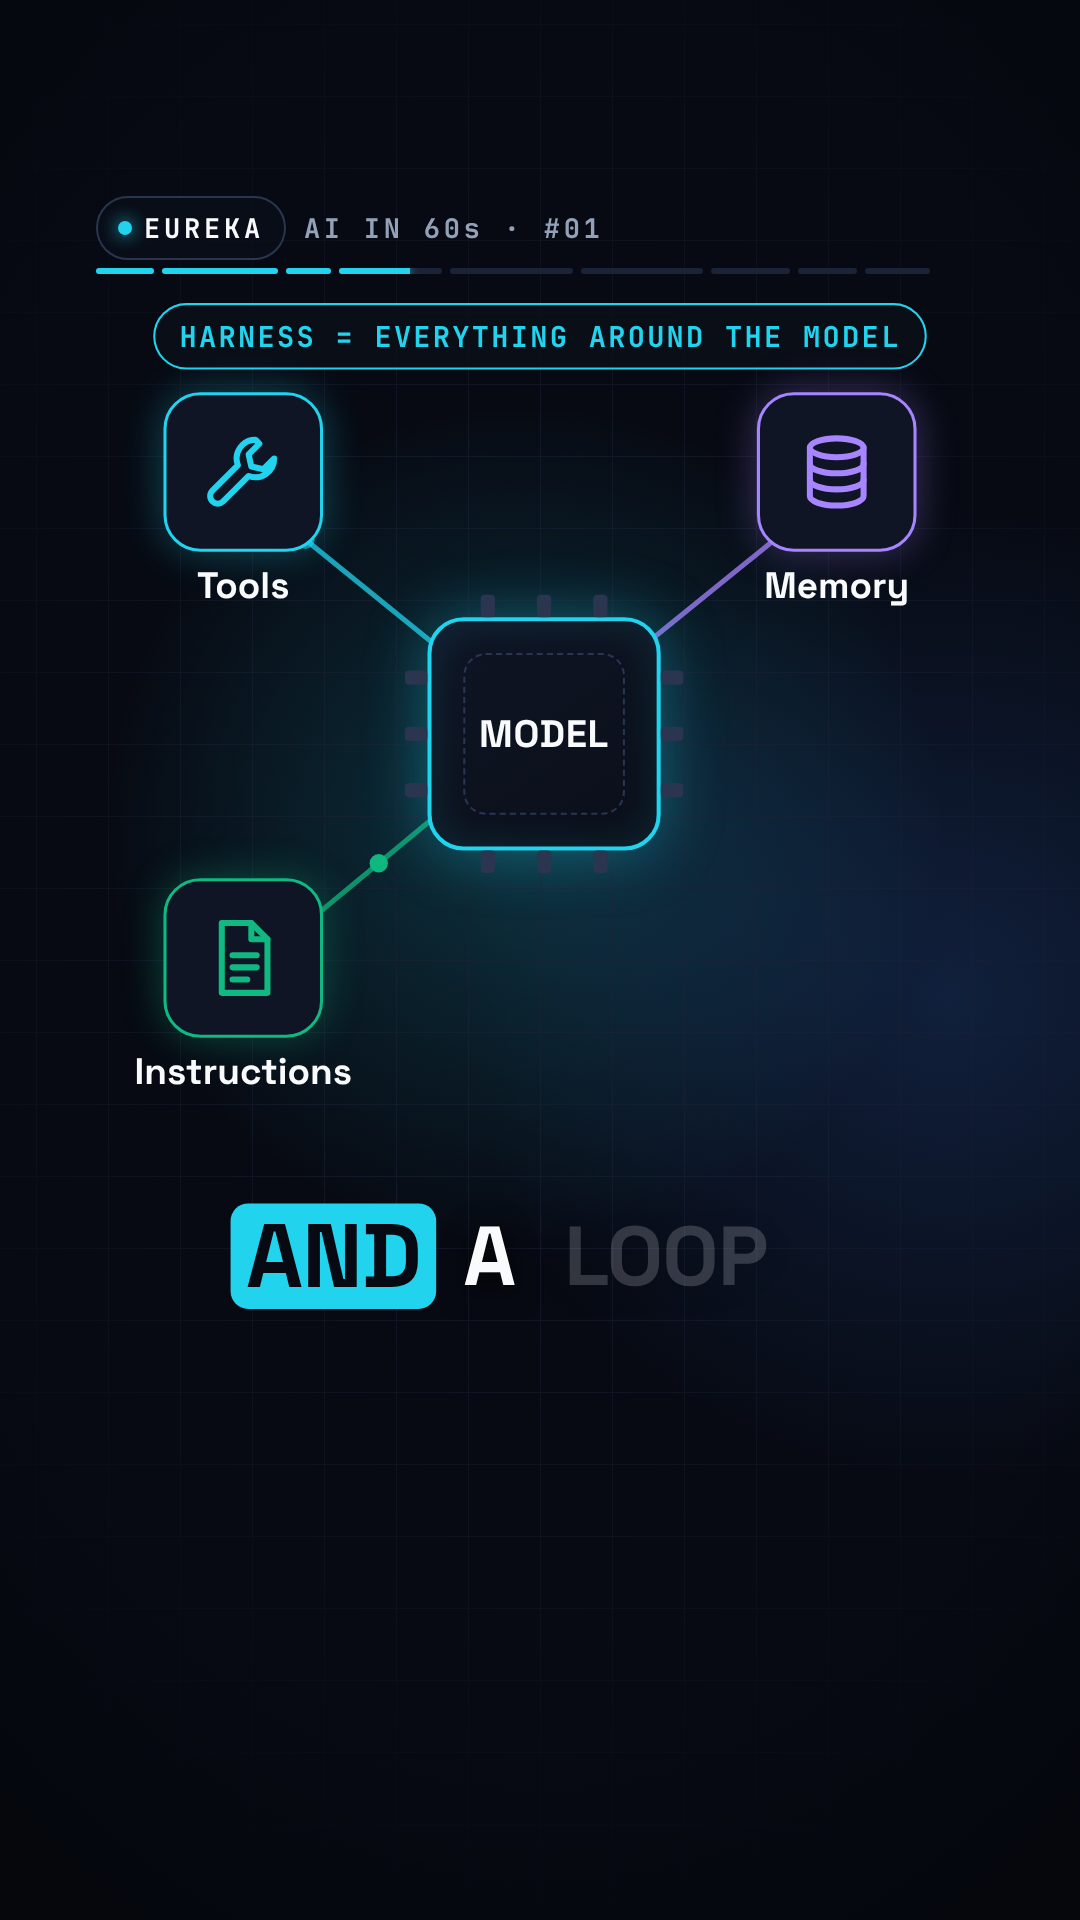 EUREKA AI IN 60s · #01
HARNESS = EVERYTHING AROUND THE MODEL
Tools
Memory
MODEL
Instructions
AND A LOOP